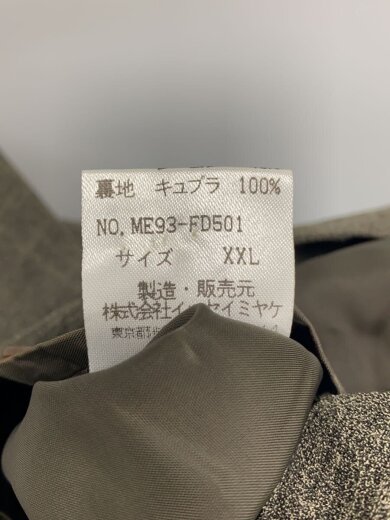 裏地 キュプラ 100%
NO. ME93-FD501
サイズ XXL
製造・販売元
株式会社イッセイミヤケ
東京都